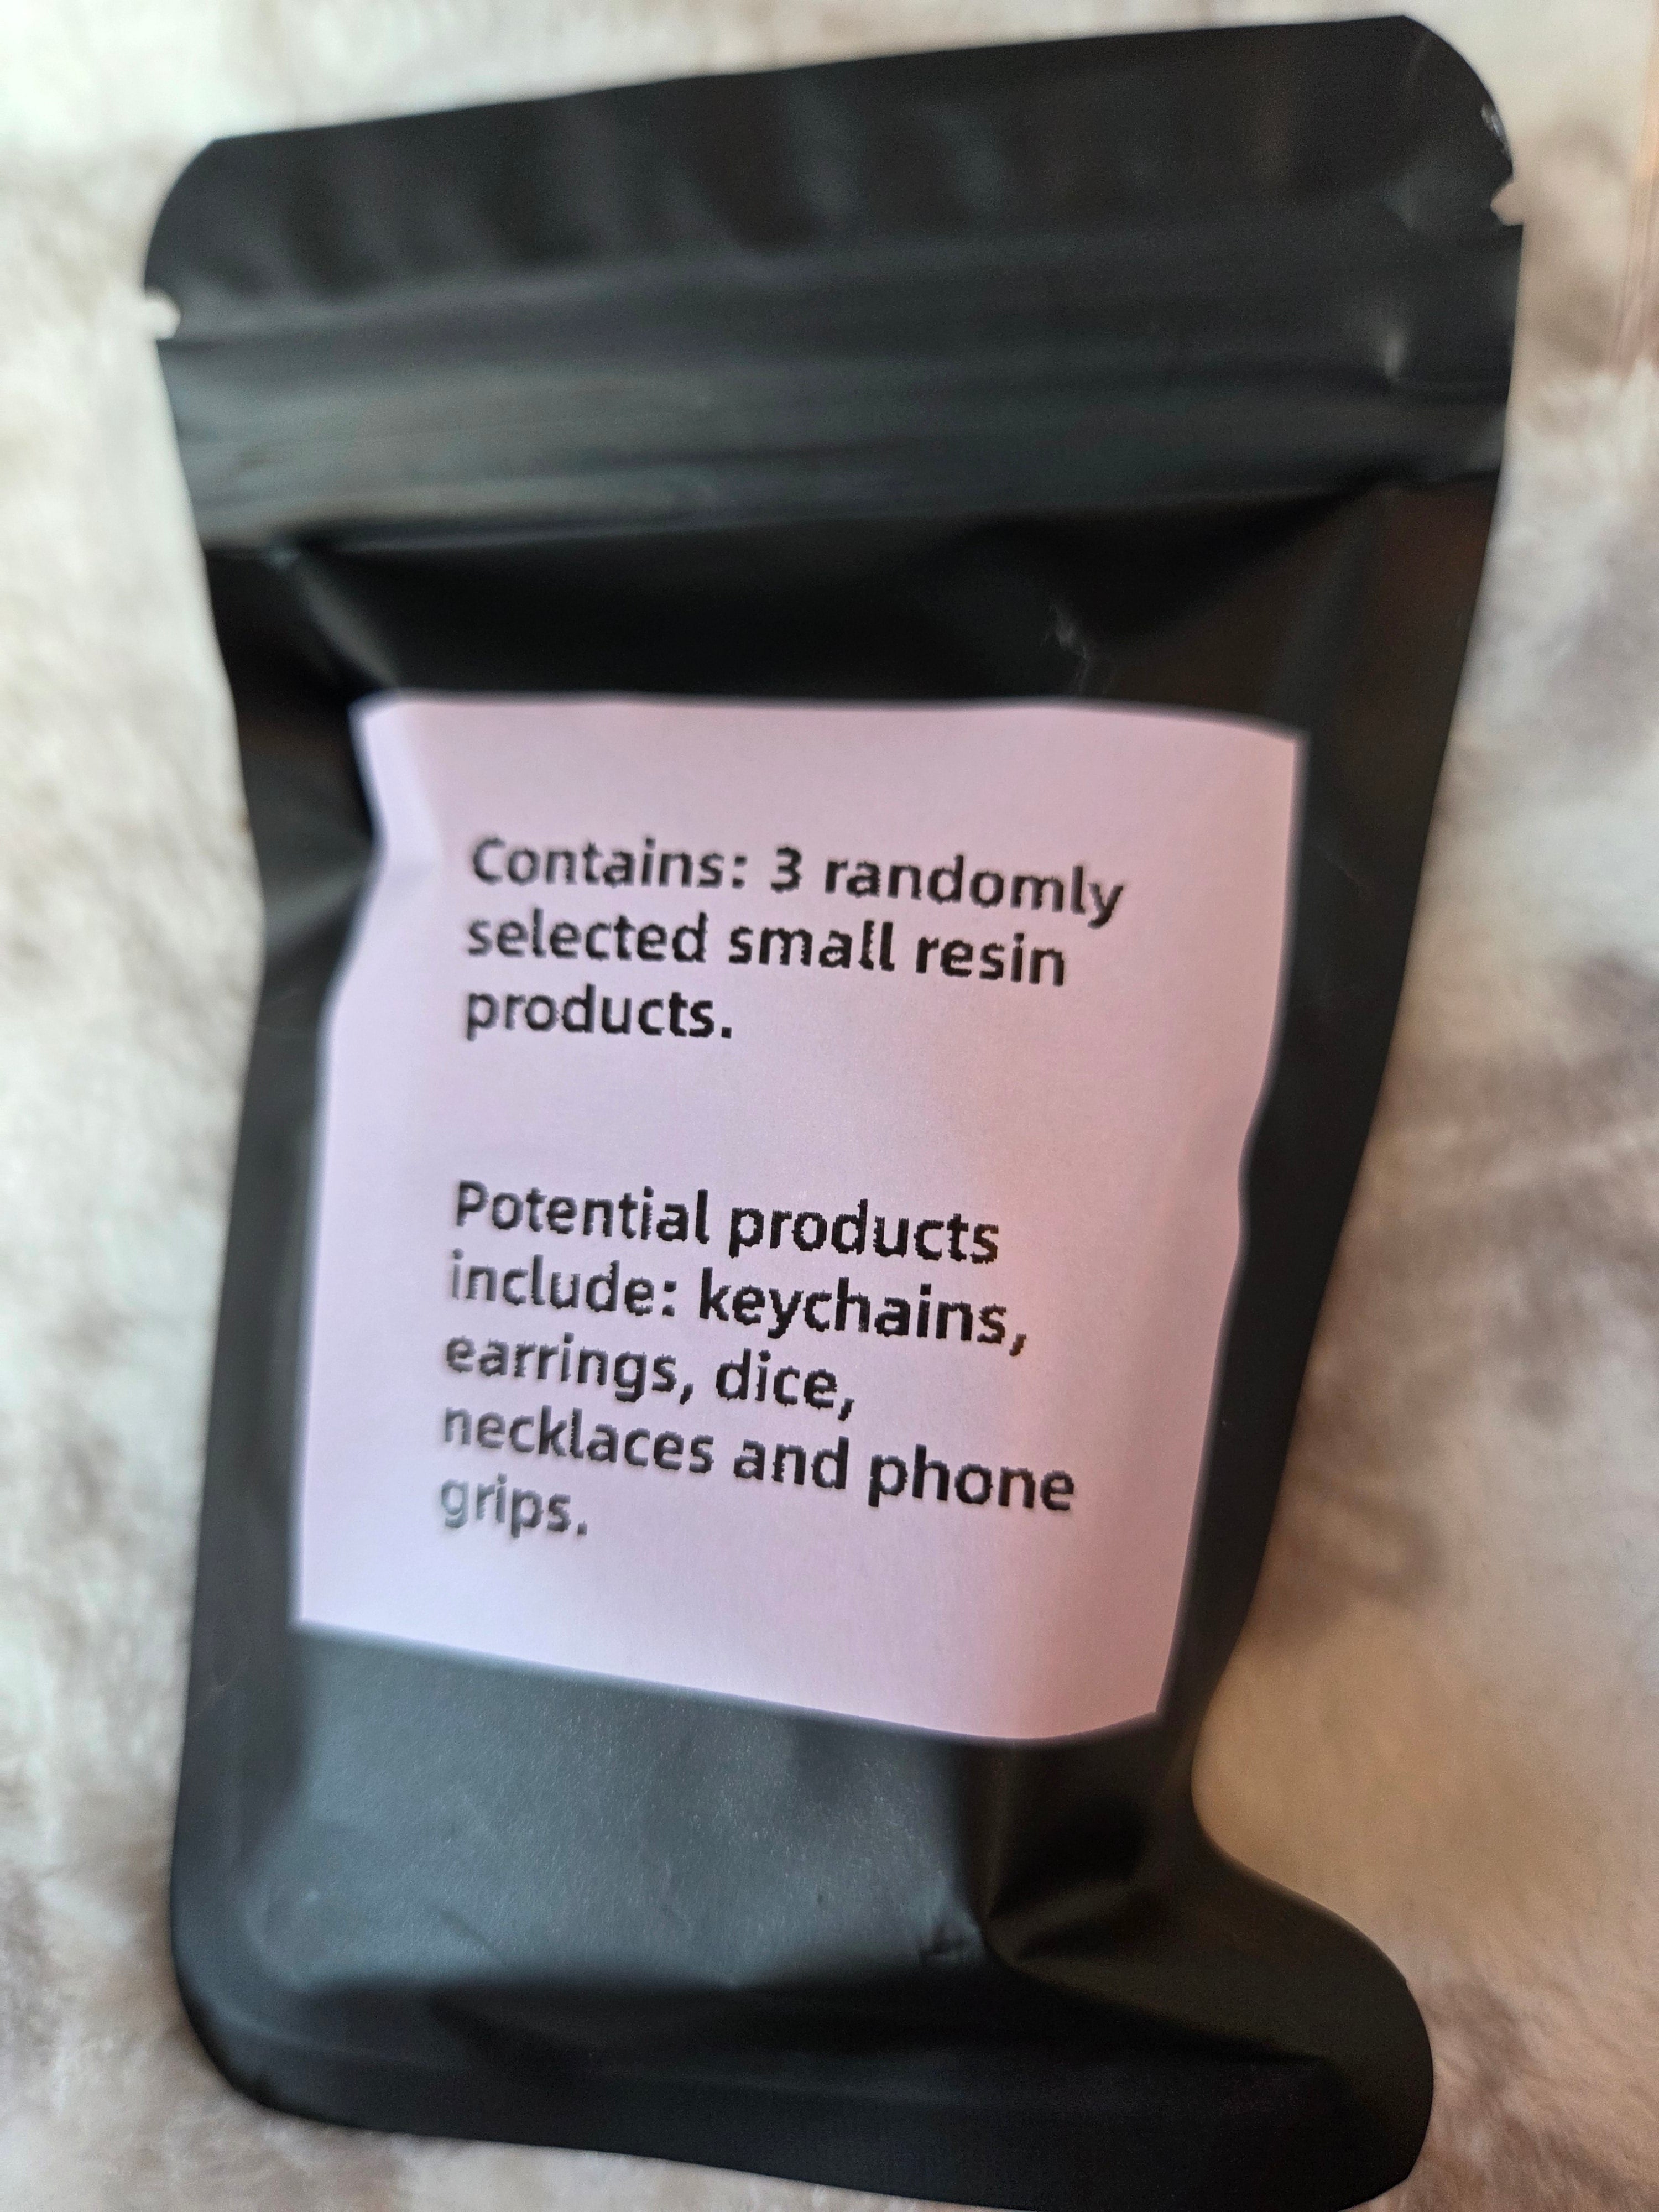 Contains: 3 randomly
selected small resin
products.
Potential products
include: keychains,
earrings, dice,
necklaces and phone
grips.